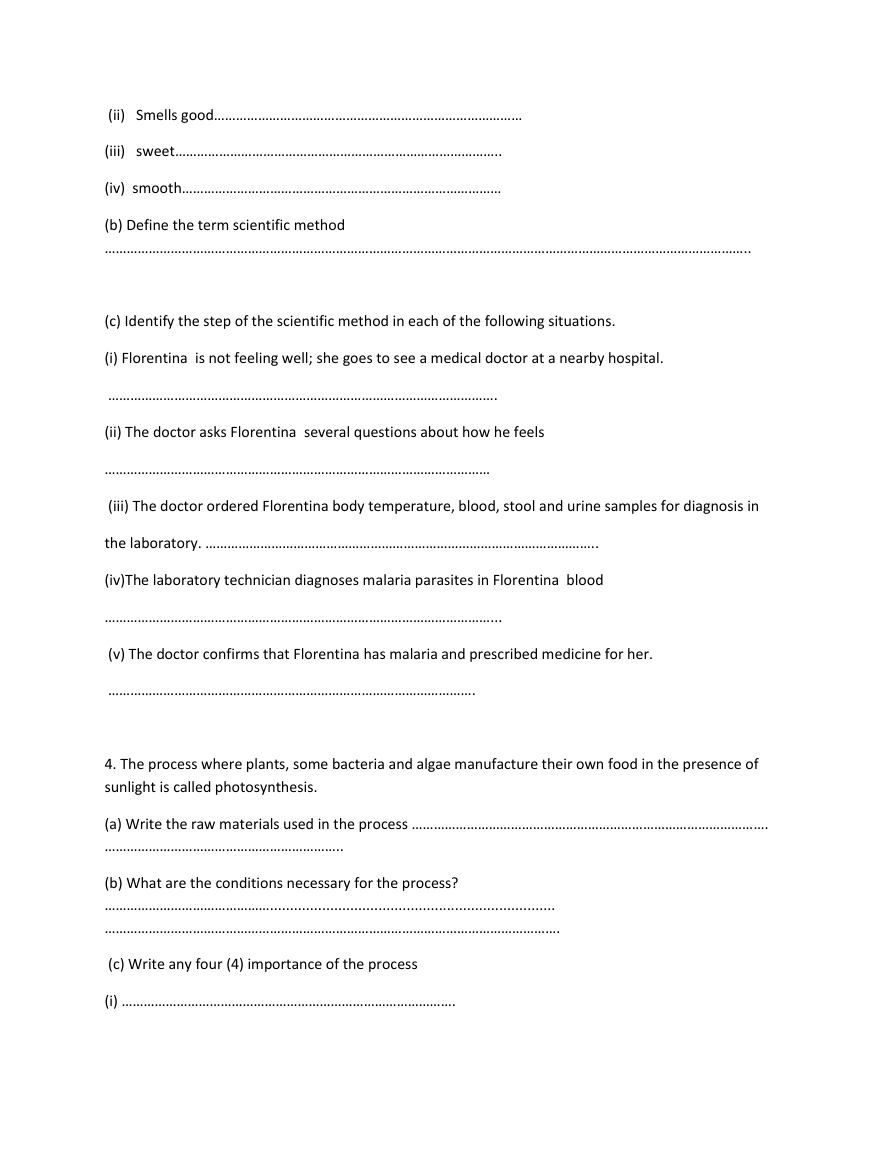 (ii)   Smells good…………………………………………………………………………
(iii)   sweet……………………………………………………………………………..
(iv)  smooth……………………………………………………………………………
(b) Define the term scientific method
…………………………………………………………………………………………………………………………………………………………..
(c) Identify the step of the scientific method in each of the following situations.
(i) Florentina  is not feeling well; she goes to see a medical doctor at a nearby hospital.
…………………………………………………………………………………………….
(ii) The doctor asks Florentina  several questions about how he feels
……………………………………………………………………………………………
(iii) The doctor ordered Florentina body temperature, blood, stool and urine samples for diagnosis in
the laboratory. ……………………………………………………………………………………………..
(iv)The laboratory technician diagnoses malaria parasites in Florentina  blood
……………………………………………………………………………………………...
(v) The doctor confirms that Florentina has malaria and prescribed medicine for her.
……………………………………………………………………………………….
4. The process where plants, some bacteria and algae manufacture their own food in the presence of
sunlight is called photosynthesis.
(a) Write the raw materials used in the process …………………………………………………………………………………….
………………………………………………………..
(b) What are the conditions necessary for the process?
………………………………………......................................................................
…………………………………………………………………………………………………………….
(c) Write any four (4) importance of the process
(i) ……………………………………………………………………………….